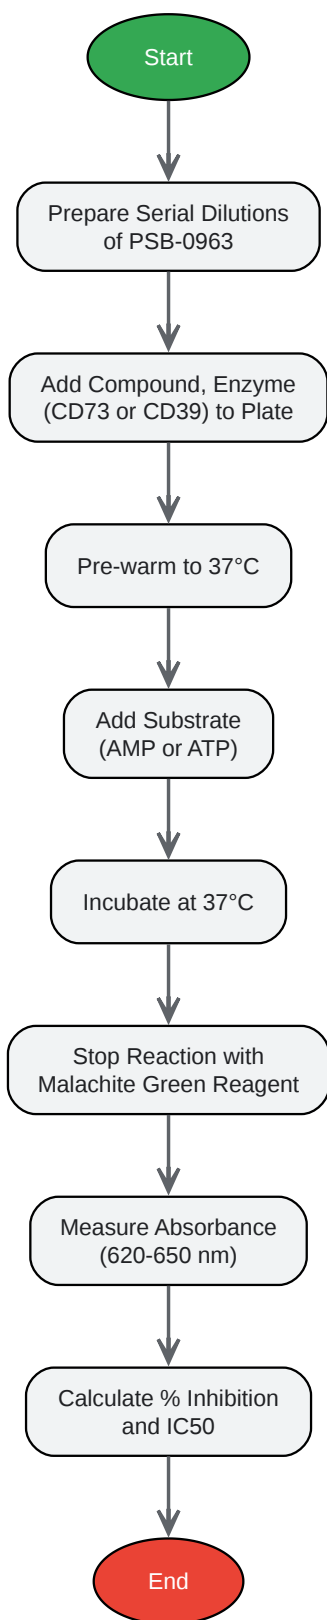 Start
Prepare Serial Dilutions
of PSB-0963
Add Compound, Enzyme
(CD73 or CD39) to Plate
Pre-warm to 37°C
Add Substrate
(AMP or ATP)
Incubate at 37°C
Stop Reaction with
Malachite Green Reagent
Measure Absorbance
(620-650 nm)
Calculate % Inhibition
and IC50
End